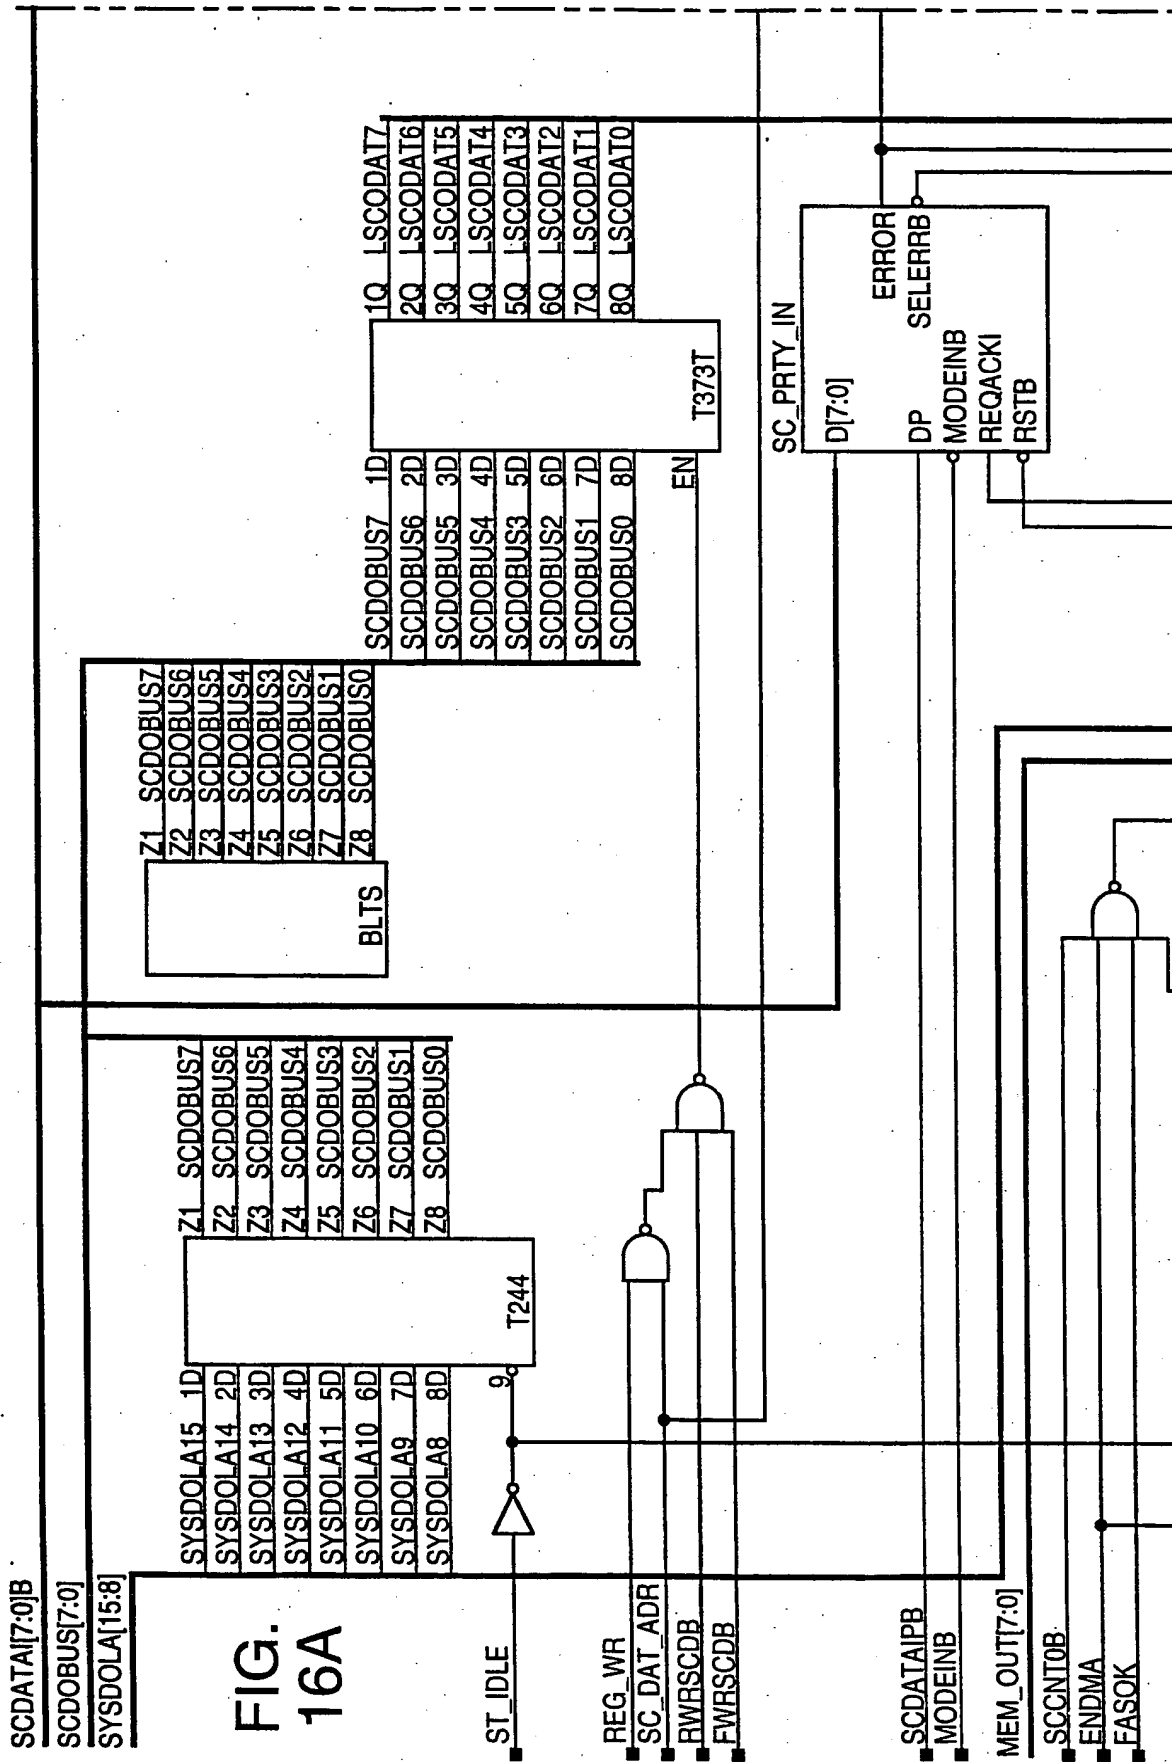 SCDATAI[7:0]B
SCDOBUS[7:0]
SYSDOLA[15:8]
FIG.
16A
SYSDOLA15 1D
SYSDOLA14 2D
SYSDOLA13 3D
SYSDOLA12 4D
SYSDOLA11 5D
SYSDOLA10 6D
SYSDOLA9 7D
SYSDOLA8 8D
9
T244
Z1 SCDOBUS7
Z2 SCDOBUS6
Z3 SCDOBUS5
Z4 SCDOBUS4
Z5 SCDOBUS3
Z6 SCDOBUS2
Z7 SCDOBUS1
Z8 SCDOBUS0
BLTS
Z1 SCDOBUS7
Z2 SCDOBUS6
Z3 SCDOBUS5
Z4 SCDOBUS4
Z5 SCDOBUS3
Z6 SCDOBUS2
Z7 SCDOBUS1
Z8 SCDOBUS0
SCDOBUS7 1D
SCDOBUS6 2D
SCDOBUS5 3D
SCDOBUS4 4D
SCDOBUS3 5D
SCDOBUS2 6D
SCDOBUS1 7D
SCDOBUS0 8D
EN
T373T
1Q LSCODAT7
2Q LSCODAT6
3Q LSCODAT5
4Q LSCODAT4
5Q LSCODAT3
6Q LSCODAT2
7Q LSCODAT1
8Q LSCODAT0
ST_IDLE
REG_WR
SC_DAT_ADR
RWRSCDB
FWRSCDB
SC_PRTY_IN
D[7:0]
ERROR
DP
SELERRB
MODEINB
REQACKI
RSTB
SCDATAIPB
MODEINB
MEM_OUT[7:0]
SCCNT0B
ENDMA
FASOK